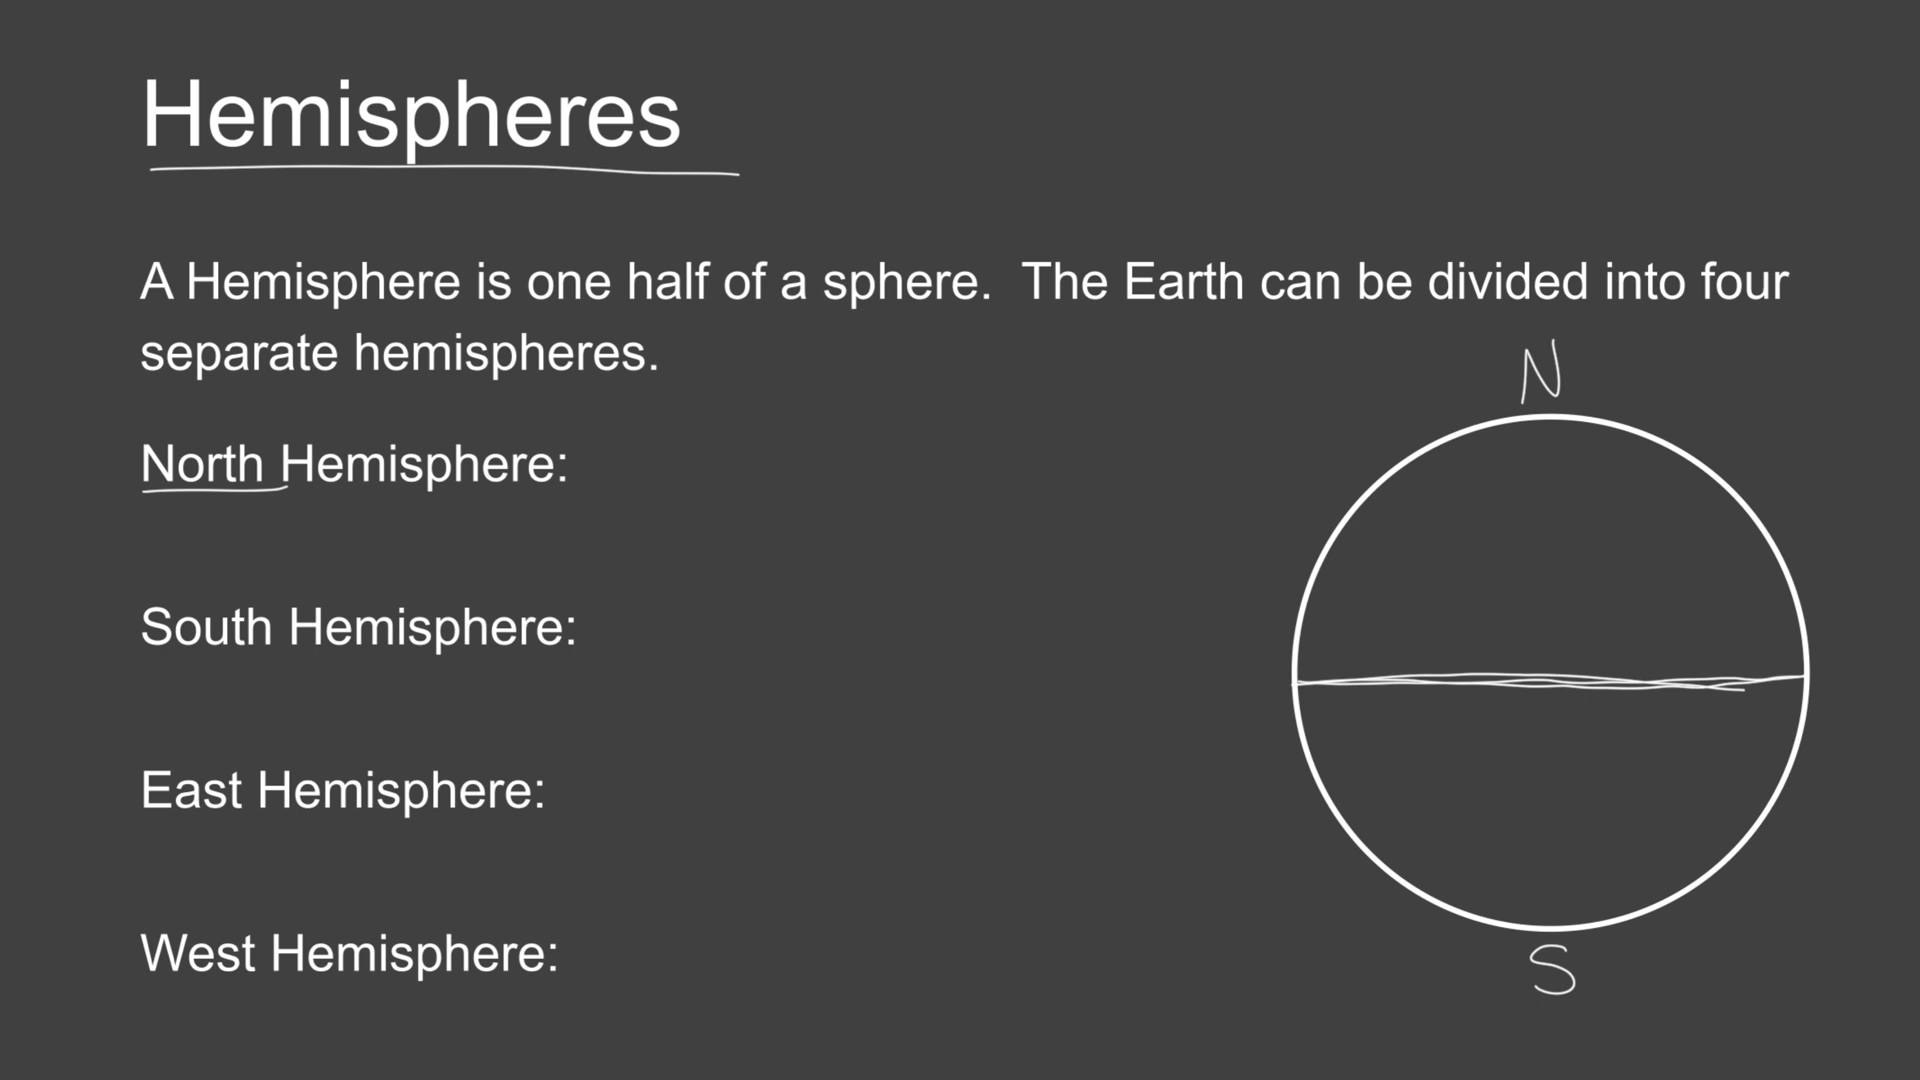 Hemispheres
A Hemisphere is one half of a sphere.  The Earth can be divided into four
separate hemispheres.
N
North Hemisphere:
South Hemisphere:
East Hemisphere:
West Hemisphere:
S